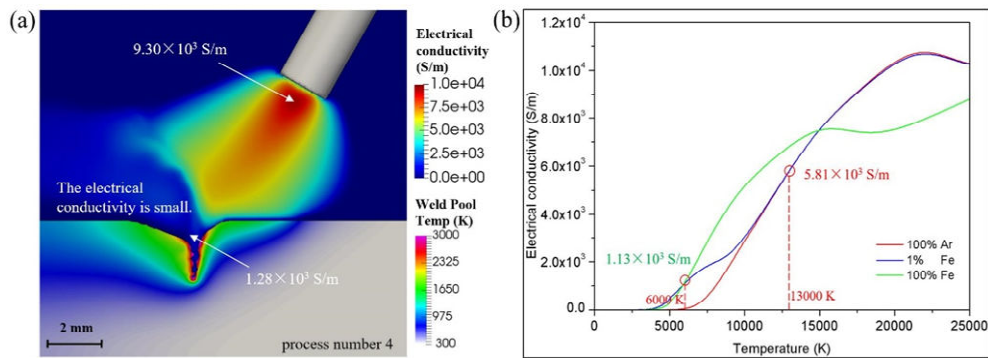 (a)
9.30×10³ S/m
The electrical
conductivity is small.
1.28×10³ S/m
2 mm
process number 4
Electrical
conductivity
(S/m)
1.0e+04
7.5e+03
5.0e+03
2.5e+03
0.0e+00
Weld Pool
Temp (K)
3000
2325
1650
975
300
(b)
Electrical conductivity (S/m)
1.2x10⁴
1.0x10⁴
8.0x10³
6.0x10³
4.0x10³
2.0x10³
0.0
5.81×10³ S/m
1.13×10³ S/m
6000 K
13000 K
100% Ar
1% Fe
100% Fe
0 5000 10000 15000 20000 25000
Temperature (K)